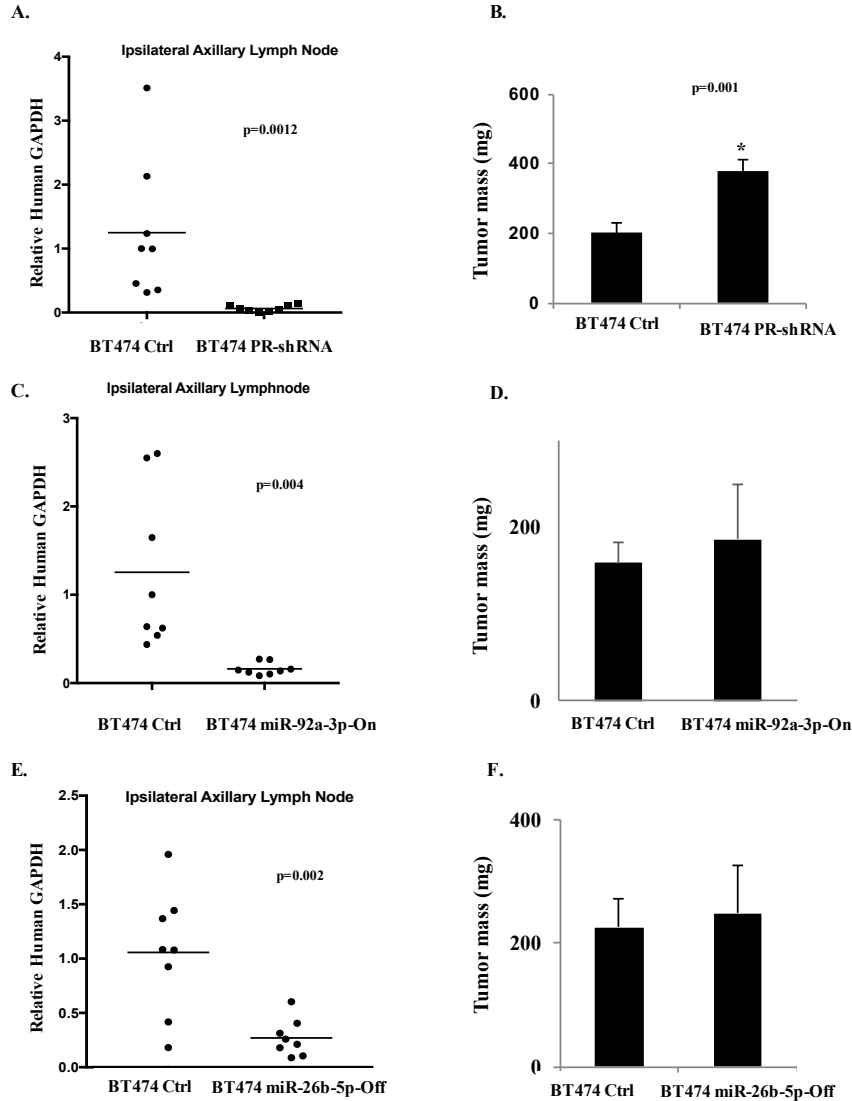 A.
Ipsilateral Axillary Lymph Node
Relative Human GAPDH
4
3
2
1
0
p=0.0012
BT474 Ctrl
BT474 PR-shRNA
B.
p=0.001
Tumor mass (mg)
600
400
200
0
*
BT474 Ctrl
BT474 PR-shRNA
C.
Ipsilateral Axillary Lymphnode
Relative Human GAPDH
3
2
1
0
p=0.004
BT474 Ctrl
BT474 miR-92a-3p-On
D.
Tumor mass (mg)
200
0
BT474 Ctrl
BT474 miR-92a-3p-On
E.
Ipsilateral Axillary Lymph Node
Relative Human GAPDH
2.5
2.0
1.5
1.0
0.5
0.0
p=0.002
BT474 Ctrl
BT474 miR-26b-5p-Off
F.
Tumor mass (mg)
400
200
0
BT474 Ctrl
BT474 miR-26b-5p-Off